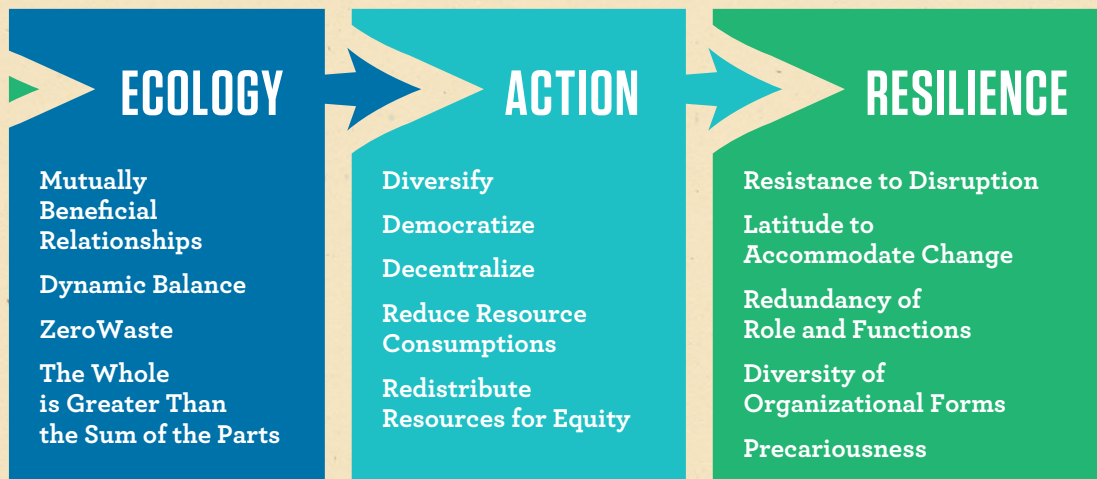 ECOLOGY
Mutually
Beneficial
Relationships
Dynamic Balance
ZeroWaste
The Whole
is Greater Than
the Sum of the Parts
ACTION
Diversify
Democratize
Decentralize
Reduce Resource
Consumptions
Redistribute
Resources for Equity
RESILIENCE
Resistance to Disruption
Latitude to
Accommodate Change
Redundancy of
Role and Functions
Diversity of
Organizational Forms
Precariousness